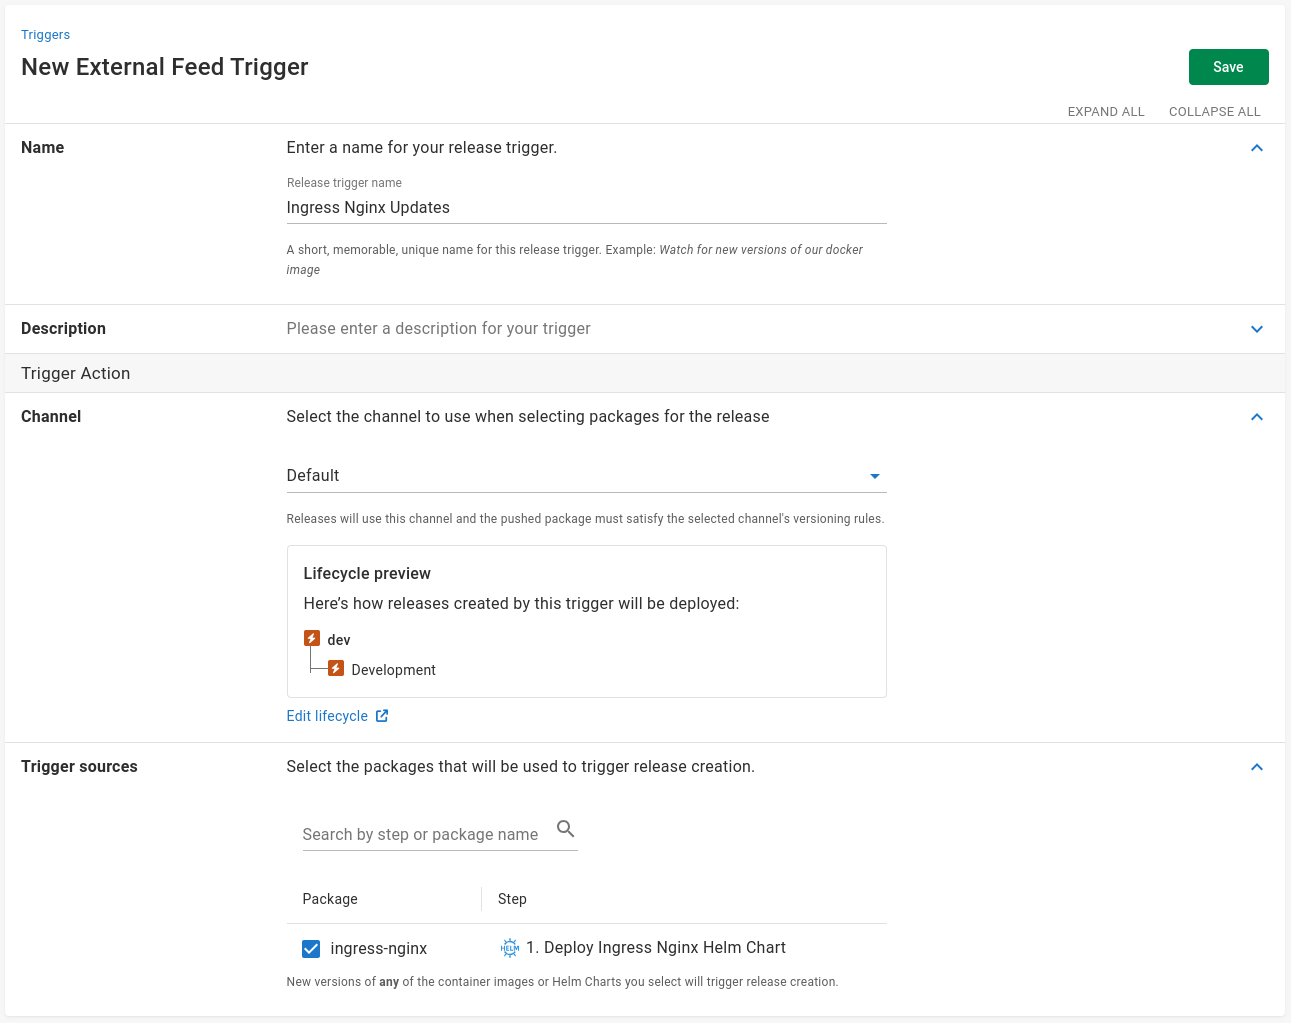 Triggers
New External Feed Trigger
Save
EXPAND ALL COLLAPSE ALL
Name
Enter a name for your release trigger.
Release trigger name
Ingress Nginx Updates
A short, memorable, unique name for this release trigger. Example: Watch for new versions of our docker
image
Description
Please enter a description for your trigger
Trigger Action
Channel
Select the channel to use when selecting packages for the release
Default
Releases will use this channel and the pushed package must satisfy the selected channel's versioning rules.
Lifecycle preview
Here’s how releases created by this trigger will be deployed:
dev
Development
Edit lifecycle
Trigger sources
Select the packages that will be used to trigger release creation.
Search by step or package name
Package Step
ingress-nginx HELM 1. Deploy Ingress Nginx Helm Chart
New versions of any of the container images or Helm Charts you select will trigger release creation.